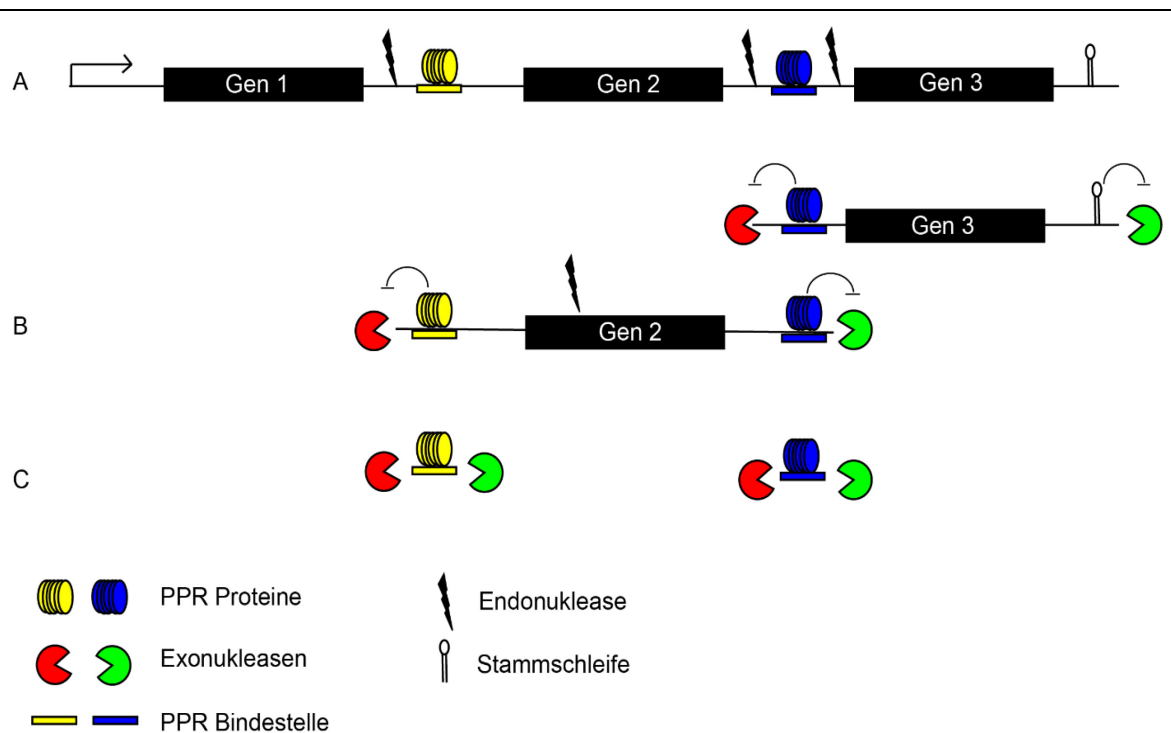 A
Gen 1
Gen 2
Gen 3
Gen 3
B
Gen 2
C
PPR Proteine
Endonuklease
Exonukleasen
Stammschleife
PPR Bindestelle